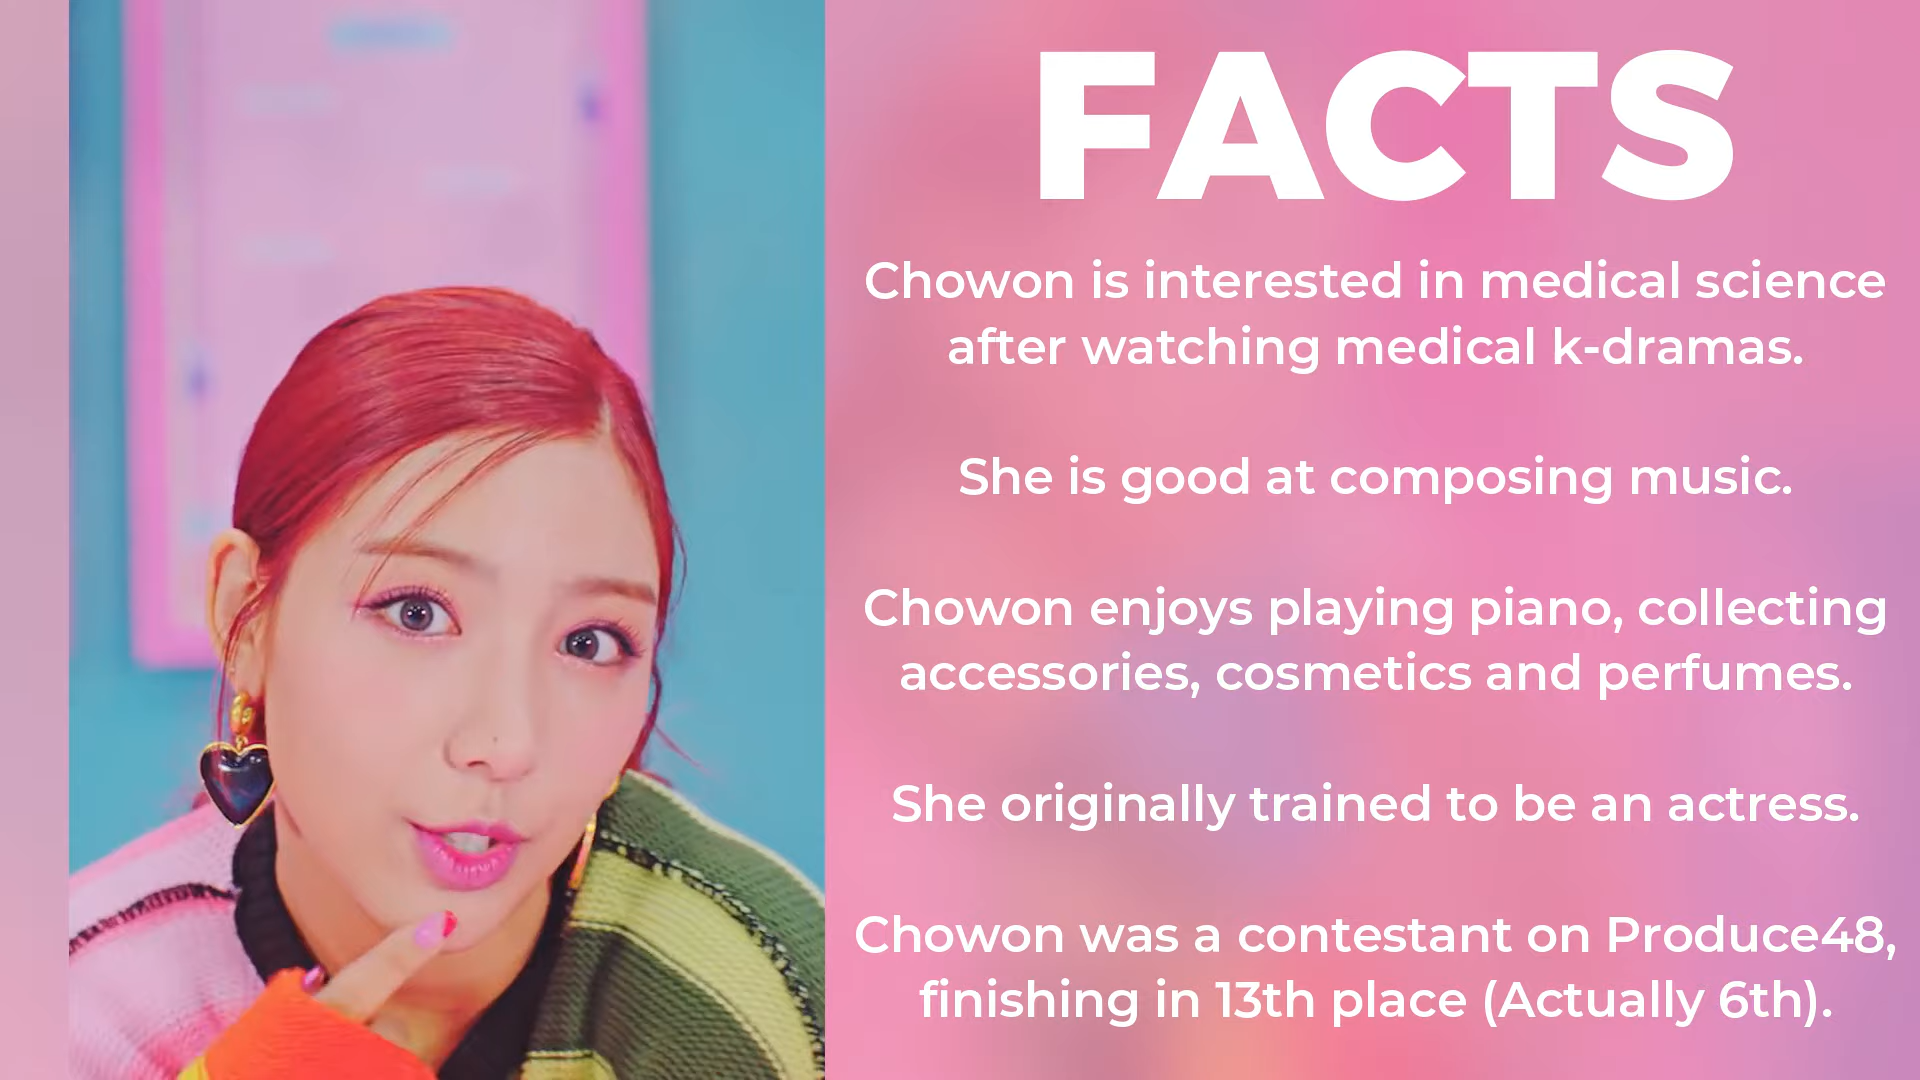 FACTS
Chowon is interested in medical science
after watching medical k-dramas.
She is good at composing music.
Chowon enjoys playing piano, collecting
accessories, cosmetics and perfumes.
She originally trained to be an actress.
Chowon was a contestant on Produce48,
finishing in 13th place (Actually 6th).